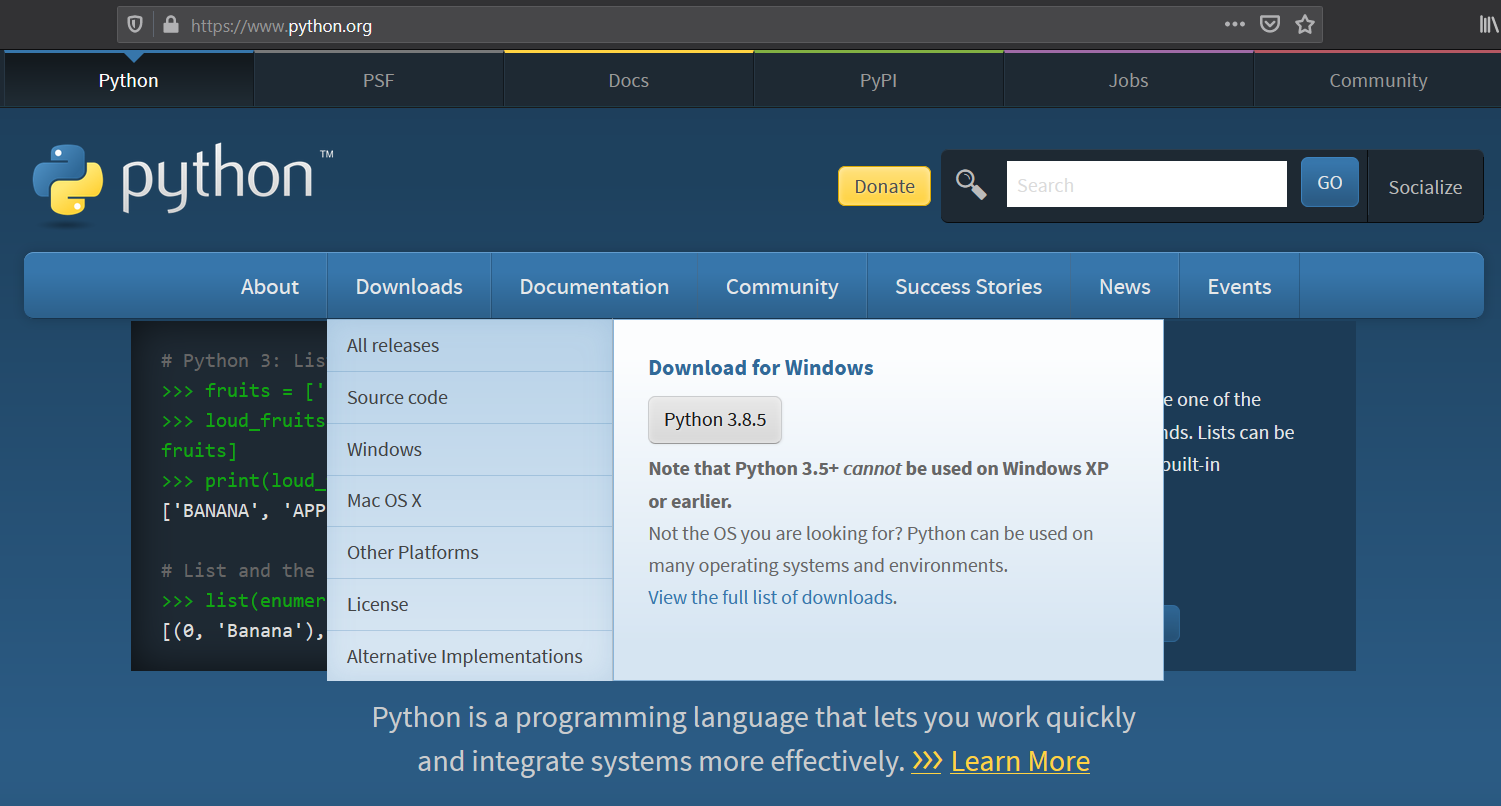 https://www.python.org
Python PSF Docs PyPI Jobs Community
python™
Donate Search GO Socialize
About Downloads Documentation Community Success Stories News Events
All releases
Source code
Windows
Mac OS X
Other Platforms
License
Alternative Implementations
Download for Windows
Python 3.8.5
Note that Python 3.5+ cannot be used on Windows XP
or earlier.
Not the OS you are looking for? Python can be used on
many operating systems and environments.
View the full list of downloads.
# Python 3: Lis
>>> fruits = ['
>>> loud_fruits
fruits]
>>> print(loud_
['BANANA', 'APP
# List and the
>>> list(enumer
[(0, 'Banana'),
e one of the
nds. Lists can be
built-in
Python is a programming language that lets you work quickly
and integrate systems more effectively. >>> Learn More